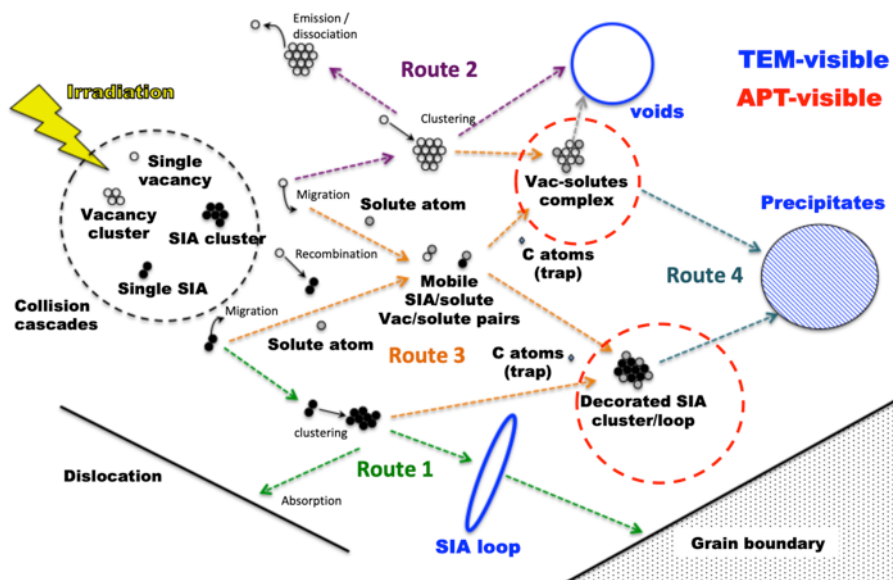 Emission /
dissociation
Route 2
TEM-visible
APT-visible
Irradiation
Clustering
voids
Single
vacancy
Vacancy
cluster
SIA cluster
Single SIA
Collision
cascades
Migration
Solute atom
Vac-solutes
complex
Precipitates
Recombination
C atoms
(trap)
Route 4
Mobile
SIA/solute
Vac/solute pairs
Migration
Solute atom
Route 3
C atoms
(trap)
Decorated SIA
cluster/loop
clustering
Route 1
Dislocation
Absorption
SIA loop
Grain boundary